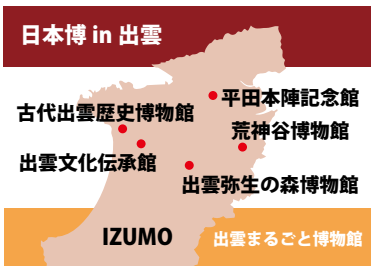 日本博 in 出雲
平田本陣記念館
古代出雲歴史博物館
荒神谷博物館
出雲文化伝承館
出雲弥生の森博物館
IZUMO
出雲まるごと博物館